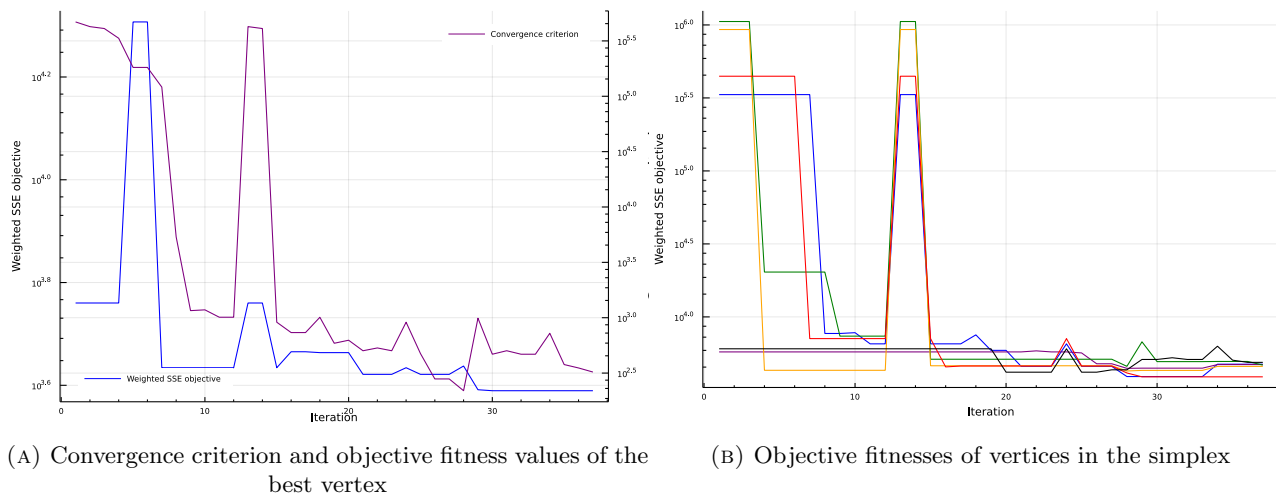 Convergence criterion
Weighted SSE objective
10^4.2
10^4.0
10^3.8
10^3.6
Weighted SSE objective
0
10
20
30
Iteration
10^5.5
10^5.0
10^4.5
10^4.0
10^3.5
10^3.0
10^2.5
Weighted SSE objective
10^6.0
10^5.5
10^5.0
10^4.5
10^4.0
0
10
20
30
Iteration
(A) Convergence criterion and objective fitness values of the
best vertex
(B) Objective fitnesses of vertices in the simplex